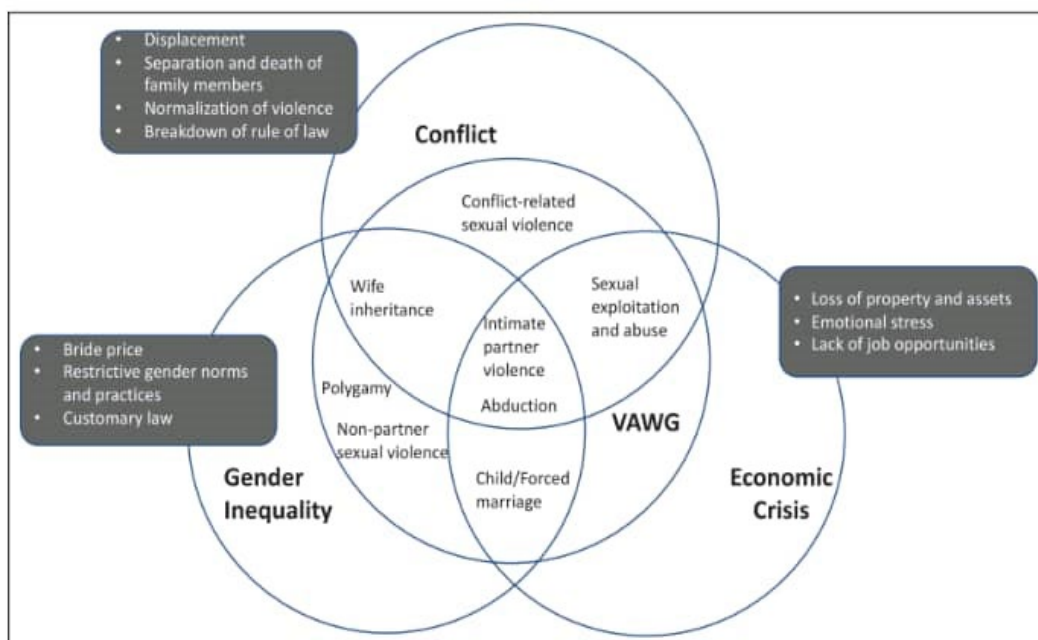 • Displacement
• Separation and death of
family members
• Normalization of violence
• Breakdown of rule of law
Conflict
Conflict-related
sexual violence
Wife
inheritance
Sexual
exploitation
and abuse
• Loss of property and assets
• Emotional stress
• Lack of job opportunities
Intimate
partner
violence
• Bride price
• Restrictive gender norms
and practices
• Customary law
Polygamy
Abduction
VAWG
Non-partner
sexual violence
Gender
Inequality
Child/Forced
marriage
Economic
Crisis